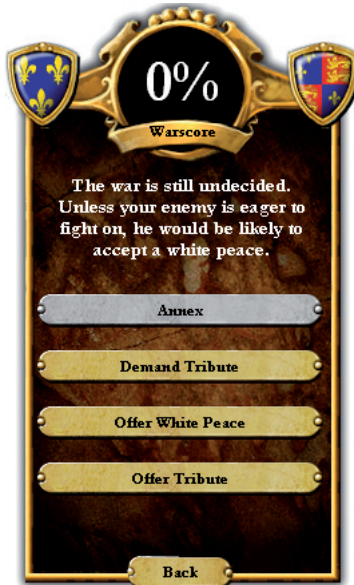 0%
Warscore
The war is still undecided.
Unless your enemy is eager to
fight on, he would be likely to
accept a white peace.
Annex
Demand Tribute
Offer White Peace
Offer Tribute
Back